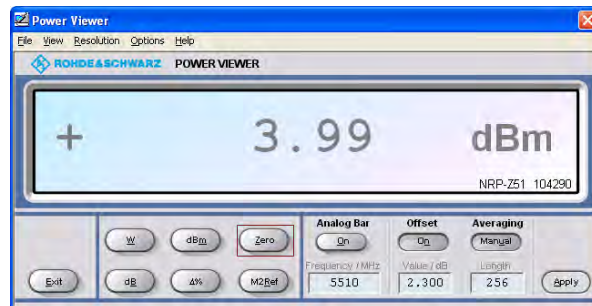 Power Viewer
File View Resolution Options Help
ROHDE&SCHWARZ POWER VIEWER
+ 3.99 dBm
NRP-Z51 104290
Analog Bar Offset Averaging
W dBm Zero On On Manual
Frequency / MHz Value / dB Length
Exit dB Δ% M2Ref 5510 2.300 256 Apply